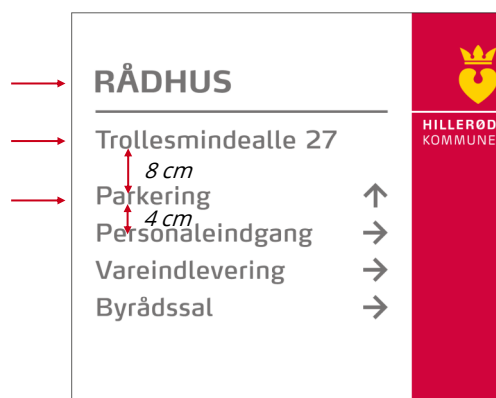 RÅDHUS
HILLERØD
KOMMUNE
Trollesmindealle 27
8 cm
Parkering
4 cm
Personaleindgang
Vareindlevering
Byrådssal